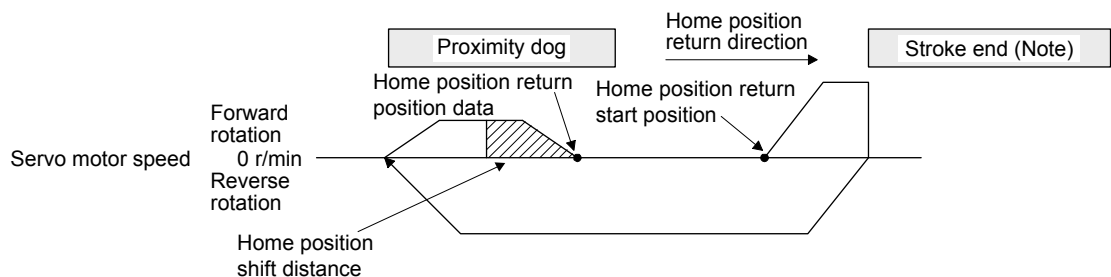 Proximity dog
Home position
return direction
Stroke end (Note)
Home position return
position data
Home position return
start position
Forward
rotation
Servo motor speed
0 r/min
Reverse
rotation
Home position
shift distance